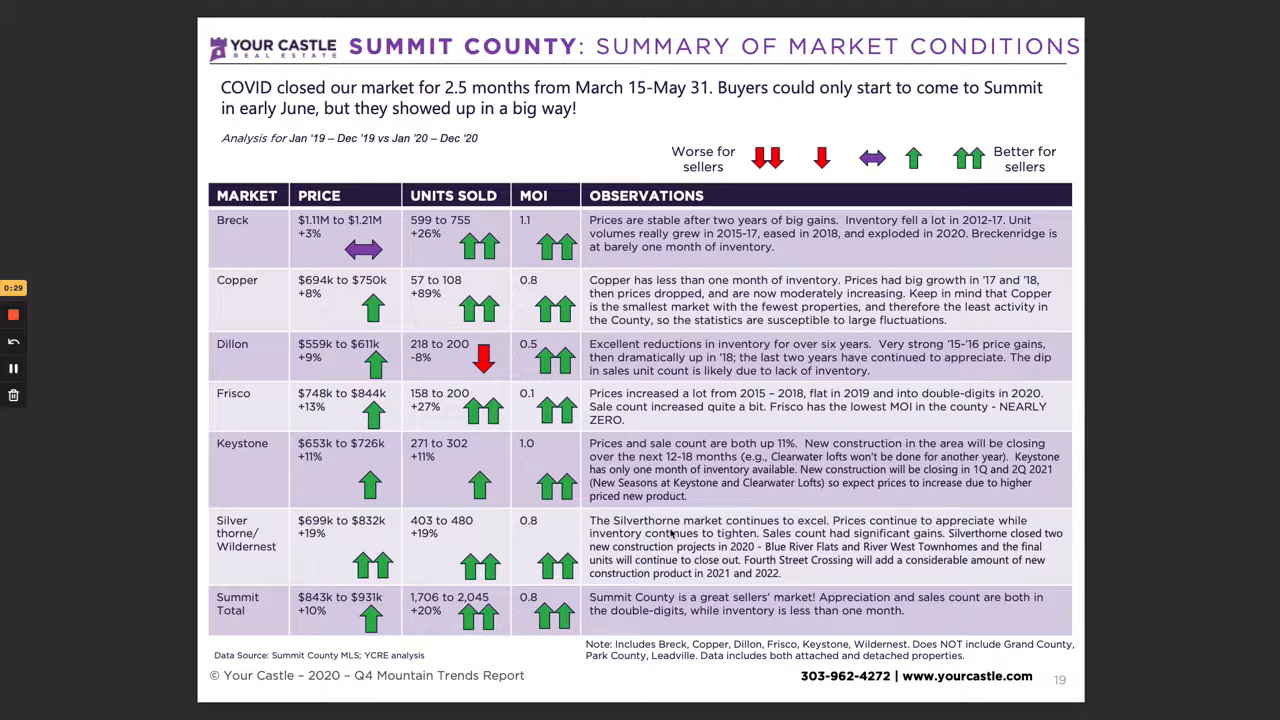 YOUR CASTLE
REAL ESTATE
SUMMIT COUNTY: SUMMARY OF MARKET CONDITIONS
COVID closed our market for 2.5 months from March 15-May 31. Buyers could only start to come to Summit
in early June, but they showed up in a big way!
Analysis for Jan '19 – Dec '19 vs Jan '20 – Dec '20
Worse for
sellers
Better for
sellers
MARKET PRICE UNITS SOLD MOI OBSERVATIONS
Breck
$1.11M to $1.21M
+3%
599 to 755
+26%
1.1
Prices are stable after two years of big gains. Inventory fell a lot in 2012-17. Unit
volumes really grew in 2015-17, eased in 2018, and exploded in 2020. Breckenridge is
at barely one month of inventory.
Copper
$694k to $750k
+8%
57 to 108
+89%
0.8
Copper has less than one month of inventory. Prices had big growth in '17 and '18,
then prices dropped, and are now moderately increasing. Keep in mind that Copper
is the smallest market with the fewest properties, and therefore the least activity in
the County, so the statistics are susceptible to large fluctuations.
Dillon
$559k to $611k
+9%
218 to 200
-8%
0.5
Excellent reductions in inventory for over six years. Very strong '15-'16 price gains,
then dramatically up in '18; the last two years have continued to appreciate. The dip
in sales unit count is likely due to lack of inventory.
Frisco
$748k to $844k
+13%
158 to 200
+27%
0.1
Prices increased a lot from 2015 – 2018, flat in 2019 and into double-digits in 2020.
Sale count increased quite a bit. Frisco has the lowest MOI in the county - NEARLY
ZERO.
Keystone
$653k to $726k
+11%
271 to 302
+11%
1.0
Prices and sale count are both up 11%. New construction in the area will be closing
over the next 12-18 months (e.g., Clearwater lofts won't be done for another year). Keystone
has only one month of inventory available. New construction will be closing in 1Q and 2Q 2021
(New Seasons at Keystone and Clearwater Lofts) so expect prices to increase due to higher
priced new product.
Silver
thorne/
Wildernest
$699k to $832k
+19%
403 to 480
+19%
0.8
The Silverthorne market continues to excel. Prices continue to appreciate while
inventory continues to tighten. Sales count had significant gains. Silverthorne closed two
new construction projects in 2020 - Blue River Flats and River West Townhomes and the final
units will continue to close out. Fourth Street Crossing will add a considerable amount of new
construction product in 2021 and 2022.
Summit
Total
$843k to $931k
+10%
1,706 to 2,045
+20%
0.8
Summit County is a great sellers' market! Appreciation and sales count are both in
the double-digits, while inventory is less than one month.
Data Source: Summit County MLS; YCRE analysis
Note: Includes Breck, Copper, Dillon, Frisco, Keystone, Wildernest. Does NOT include Grand County,
Park County, Leadville. Data includes both attached and detached properties.
© Your Castle – 2020 – Q4 Mountain Trends Report
303-962-4272 | www.yourcastle.com
19
0:29